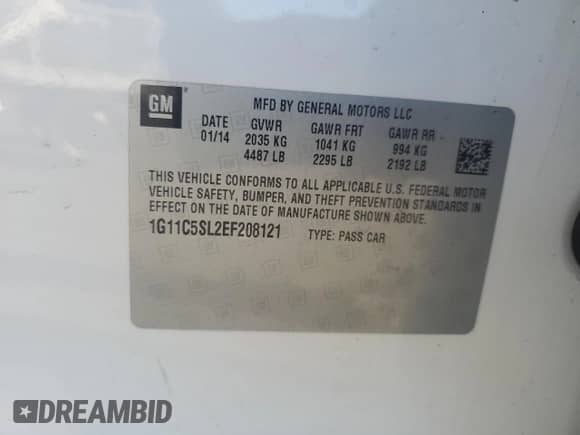 GM
MFD BY GENERAL MOTORS LLC
DATE GVWR GAWR FRT GAWR RR
01/14 2035 KG 1041 KG 994 KG
4487 LB 2295 LB 2192 LB
THIS VEHICLE CONFORMS TO ALL APPLICABLE U.S. FEDERAL MOTOR
VEHICLE SAFETY, BUMPER, AND THEFT PREVENTION STANDARDS IN
EFFECT ON THE DATE OF MANUFACTURE SHOWN ABOVE.
1G11C5SL2EF208121 TYPE: PASS CAR
DREAMBID